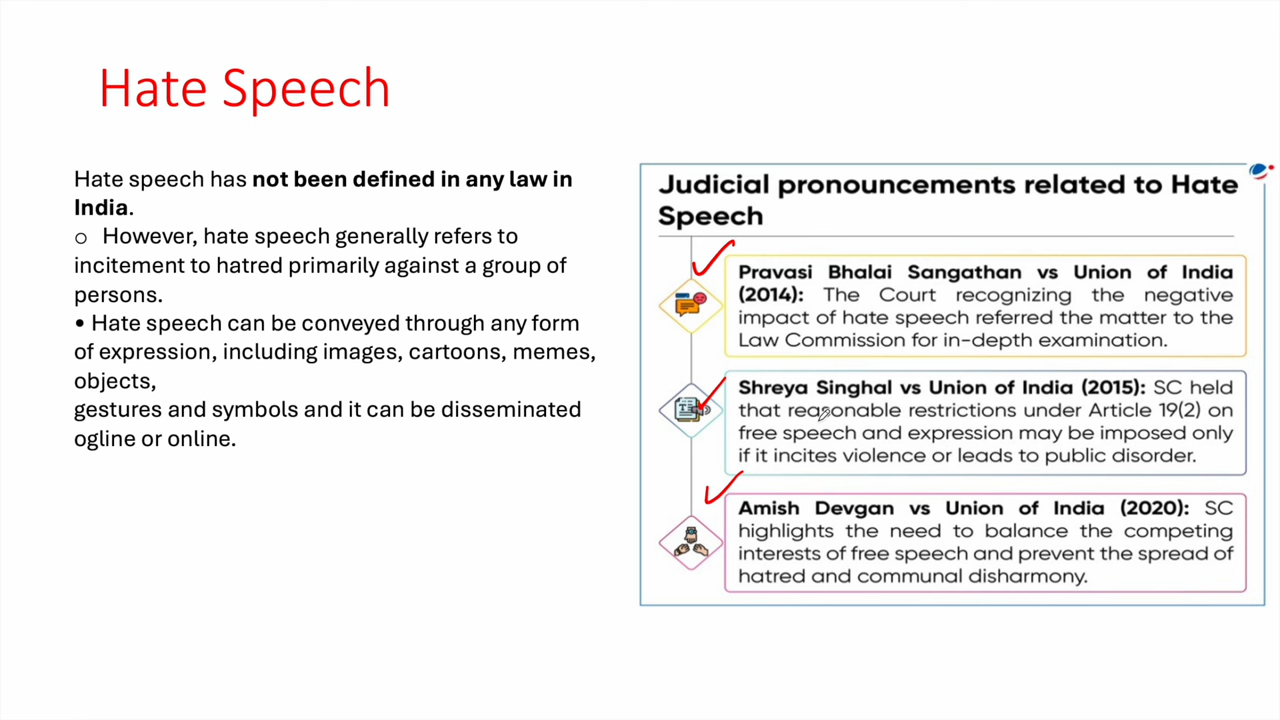 Hate Speech
Hate speech has not been defined in any law in
India.
o However, hate speech generally refers to
incitement to hatred primarily against a group of
persons.
• Hate speech can be conveyed through any form
of expression, including images, cartoons, memes,
objects,
gestures and symbols and it can be disseminated
ogline or online.
Judicial pronouncements related to Hate
Speech
Pravasi Bhalai Sangathan vs Union of India
(2014): The Court recognizing the negative
impact of hate speech referred the matter to the
Law Commission for in-depth examination.
Shreya Singhal vs Union of India (2015): SC held
that reasonable restrictions under Article 19(2) on
free speech and expression may be imposed only
if it incites violence or leads to public disorder.
Amish Devgan vs Union of India (2020): SC
highlights the need to balance the competing
interests of free speech and prevent the spread of
hatred and communal disharmony.